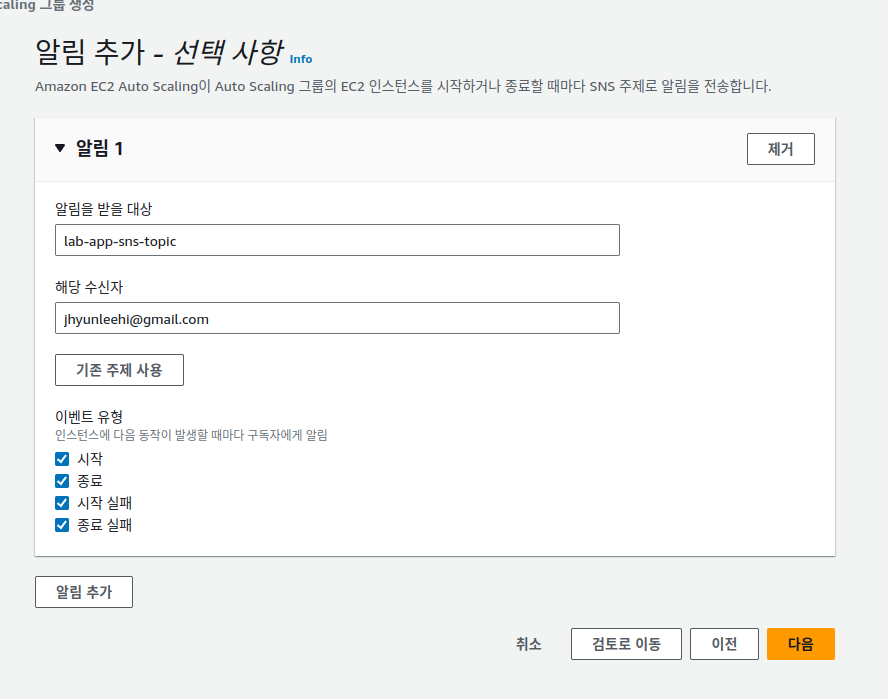 caling 그룹 생성
알림 추가 - 선택 사항 Info
Amazon EC2 Auto Scaling이 Auto Scaling 그룹의 EC2 인스턴스를 시작하거나 종료할 때마다 SNS 주제로 알림을 전송합니다.
▼ 알림 1
제거
알림을 받을 대상
lab-app-sns-topic
해당 수신자
jhyunleehi@gmail.com
기존 주제 사용
이벤트 유형
인스턴스에 다음 동작이 발생할 때마다 구독자에게 알림
시작
종료
시작 실패
종료 실패
알림 추가
취소 검토로 이동 이전 다음